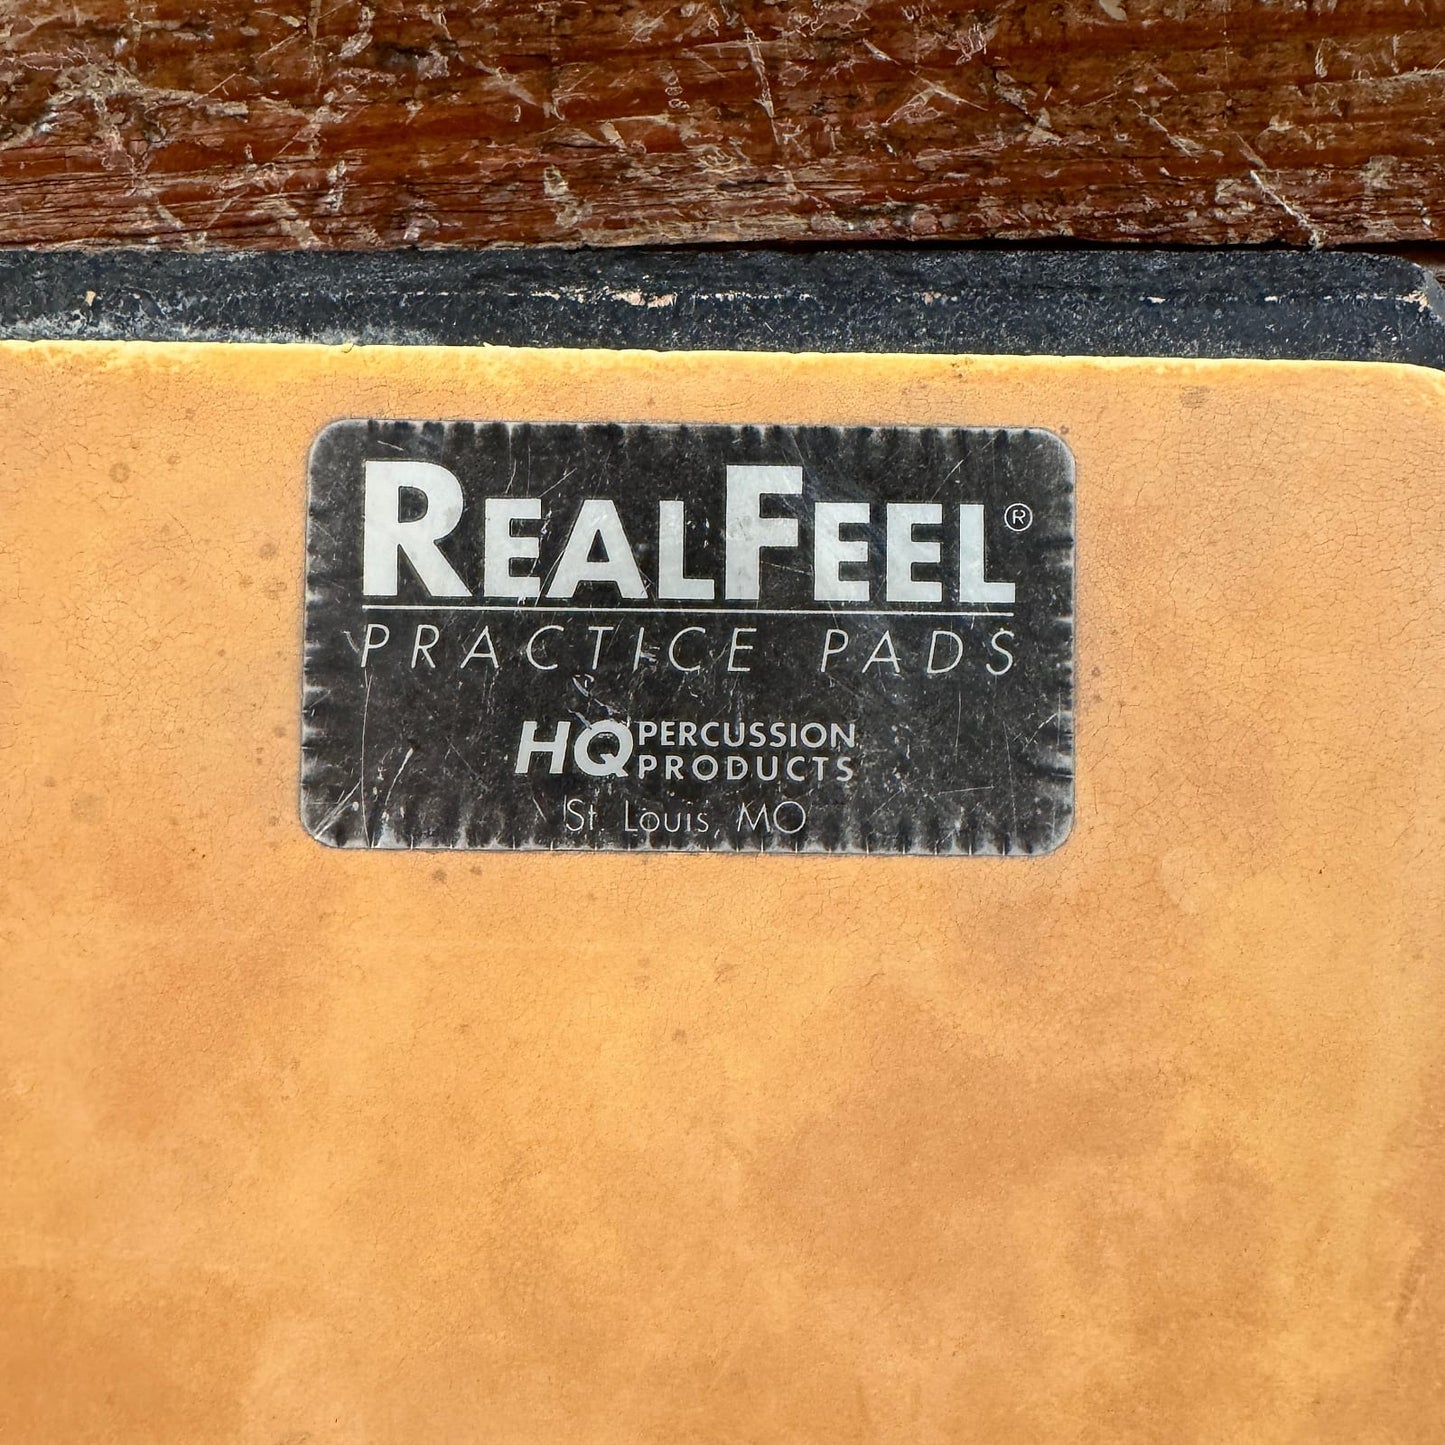 REALFEEL®
PRACTICE PADS
HQ PERCUSSION
PRODUCTS
St. Louis, MO